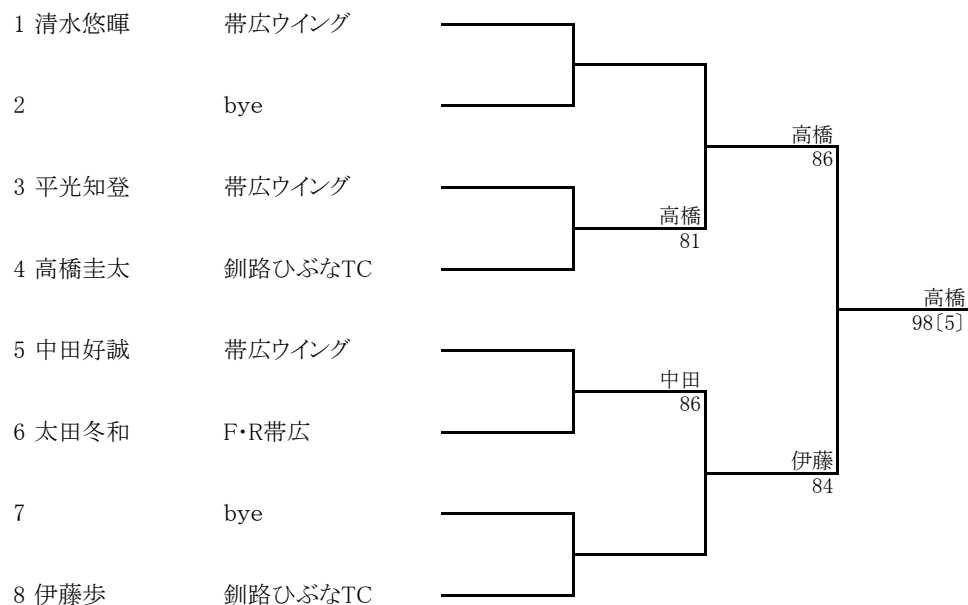 1 清水悠暉 帯広ウイング
2 bye
高橋
86
3 平光知登 帯広ウイング
高橋
81
4 高橋圭太 釧路ひぶなTC
高橋
98〔5〕
5 中田好誠 帯広ウイング
中田
86
6 太田冬和 F・R帯広
伊藤
84
7 bye
8 伊藤歩 釧路ひぶなTC